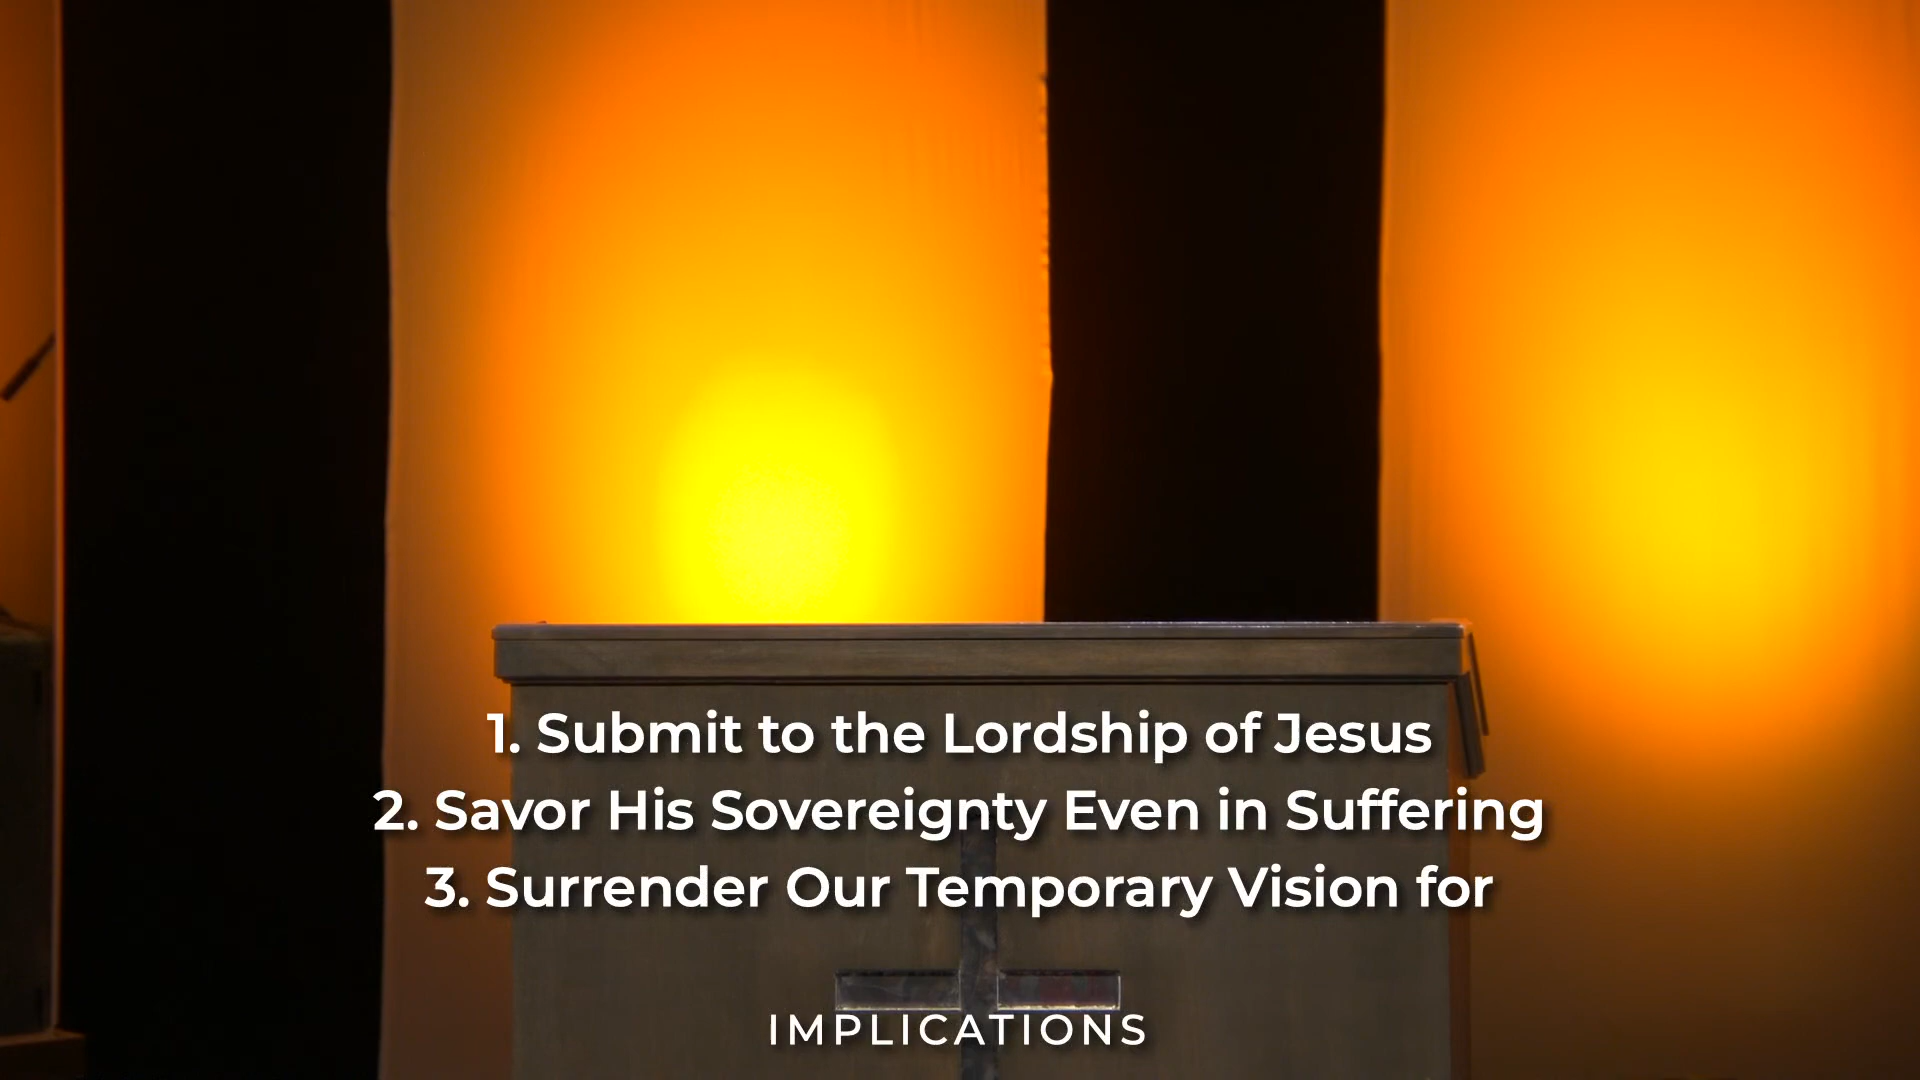 1. Submit to the Lordship of Jesus
2. Savor His Sovereignty Even in Suffering
3. Surrender Our Temporary Vision for
IMPLICATIONS